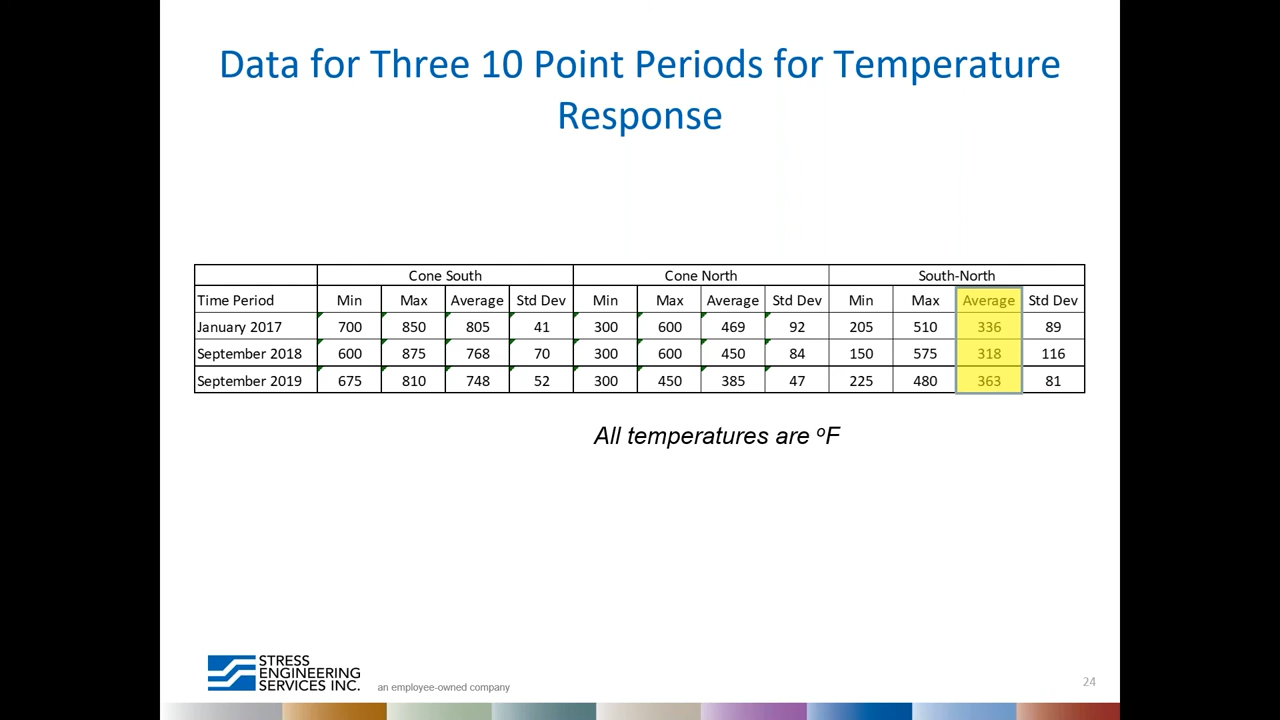 Data for Three 10 Point Periods for Temperature
Response
Cone South Cone North South-North
Time Period Min Max Average Std Dev Min Max Average Std Dev Min Max Average Std Dev
January 2017 700 850 805 41 300 600 469 92 205 510 336 89
September 2018 600 875 768 70 300 600 450 84 150 575 318 116
September 2019 675 810 748 52 300 450 385 47 225 480 363 81
All temperatures are ºF
STRESS
ENGINEERING
SERVICES INC.
an employee-owned company
24